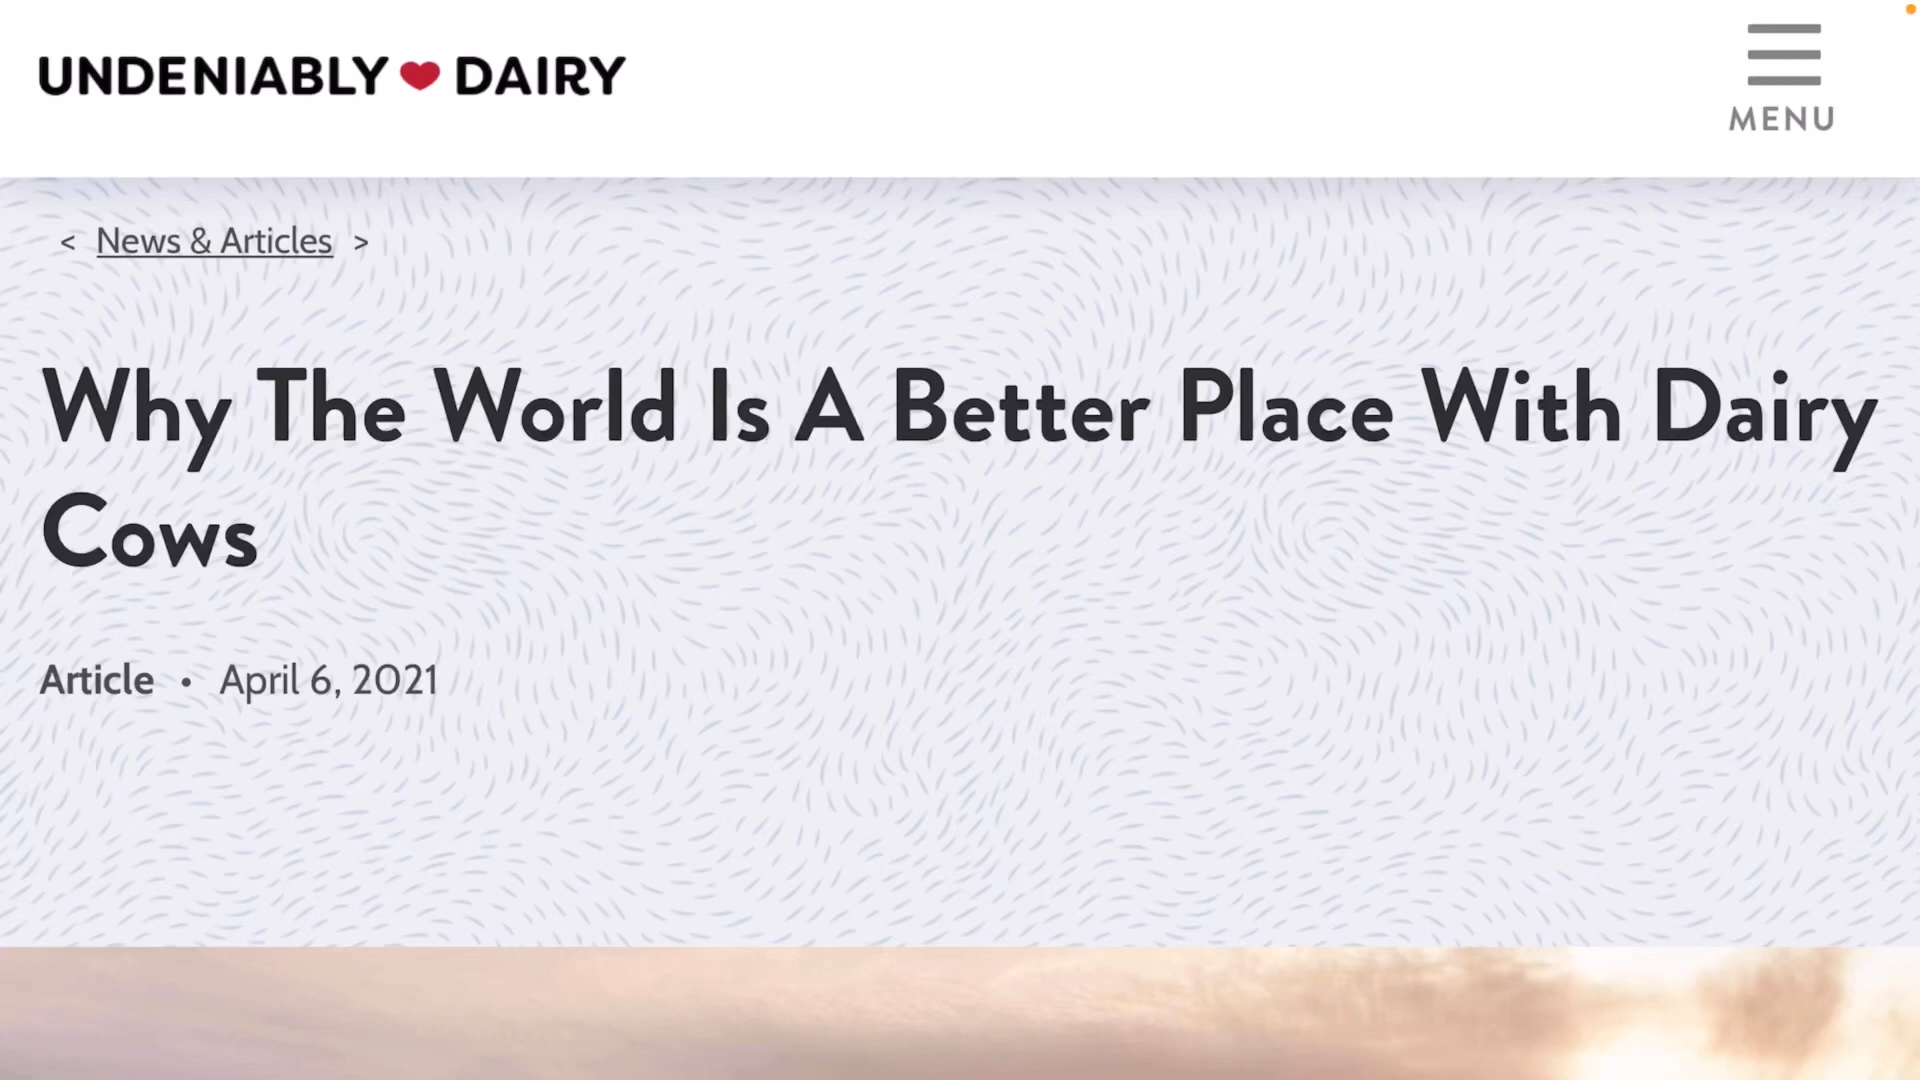 UNDENIABLY DAIRY
MENU
< News & Articles >
Why The World Is A Better Place With Dairy
Cows
Article • April 6, 2021